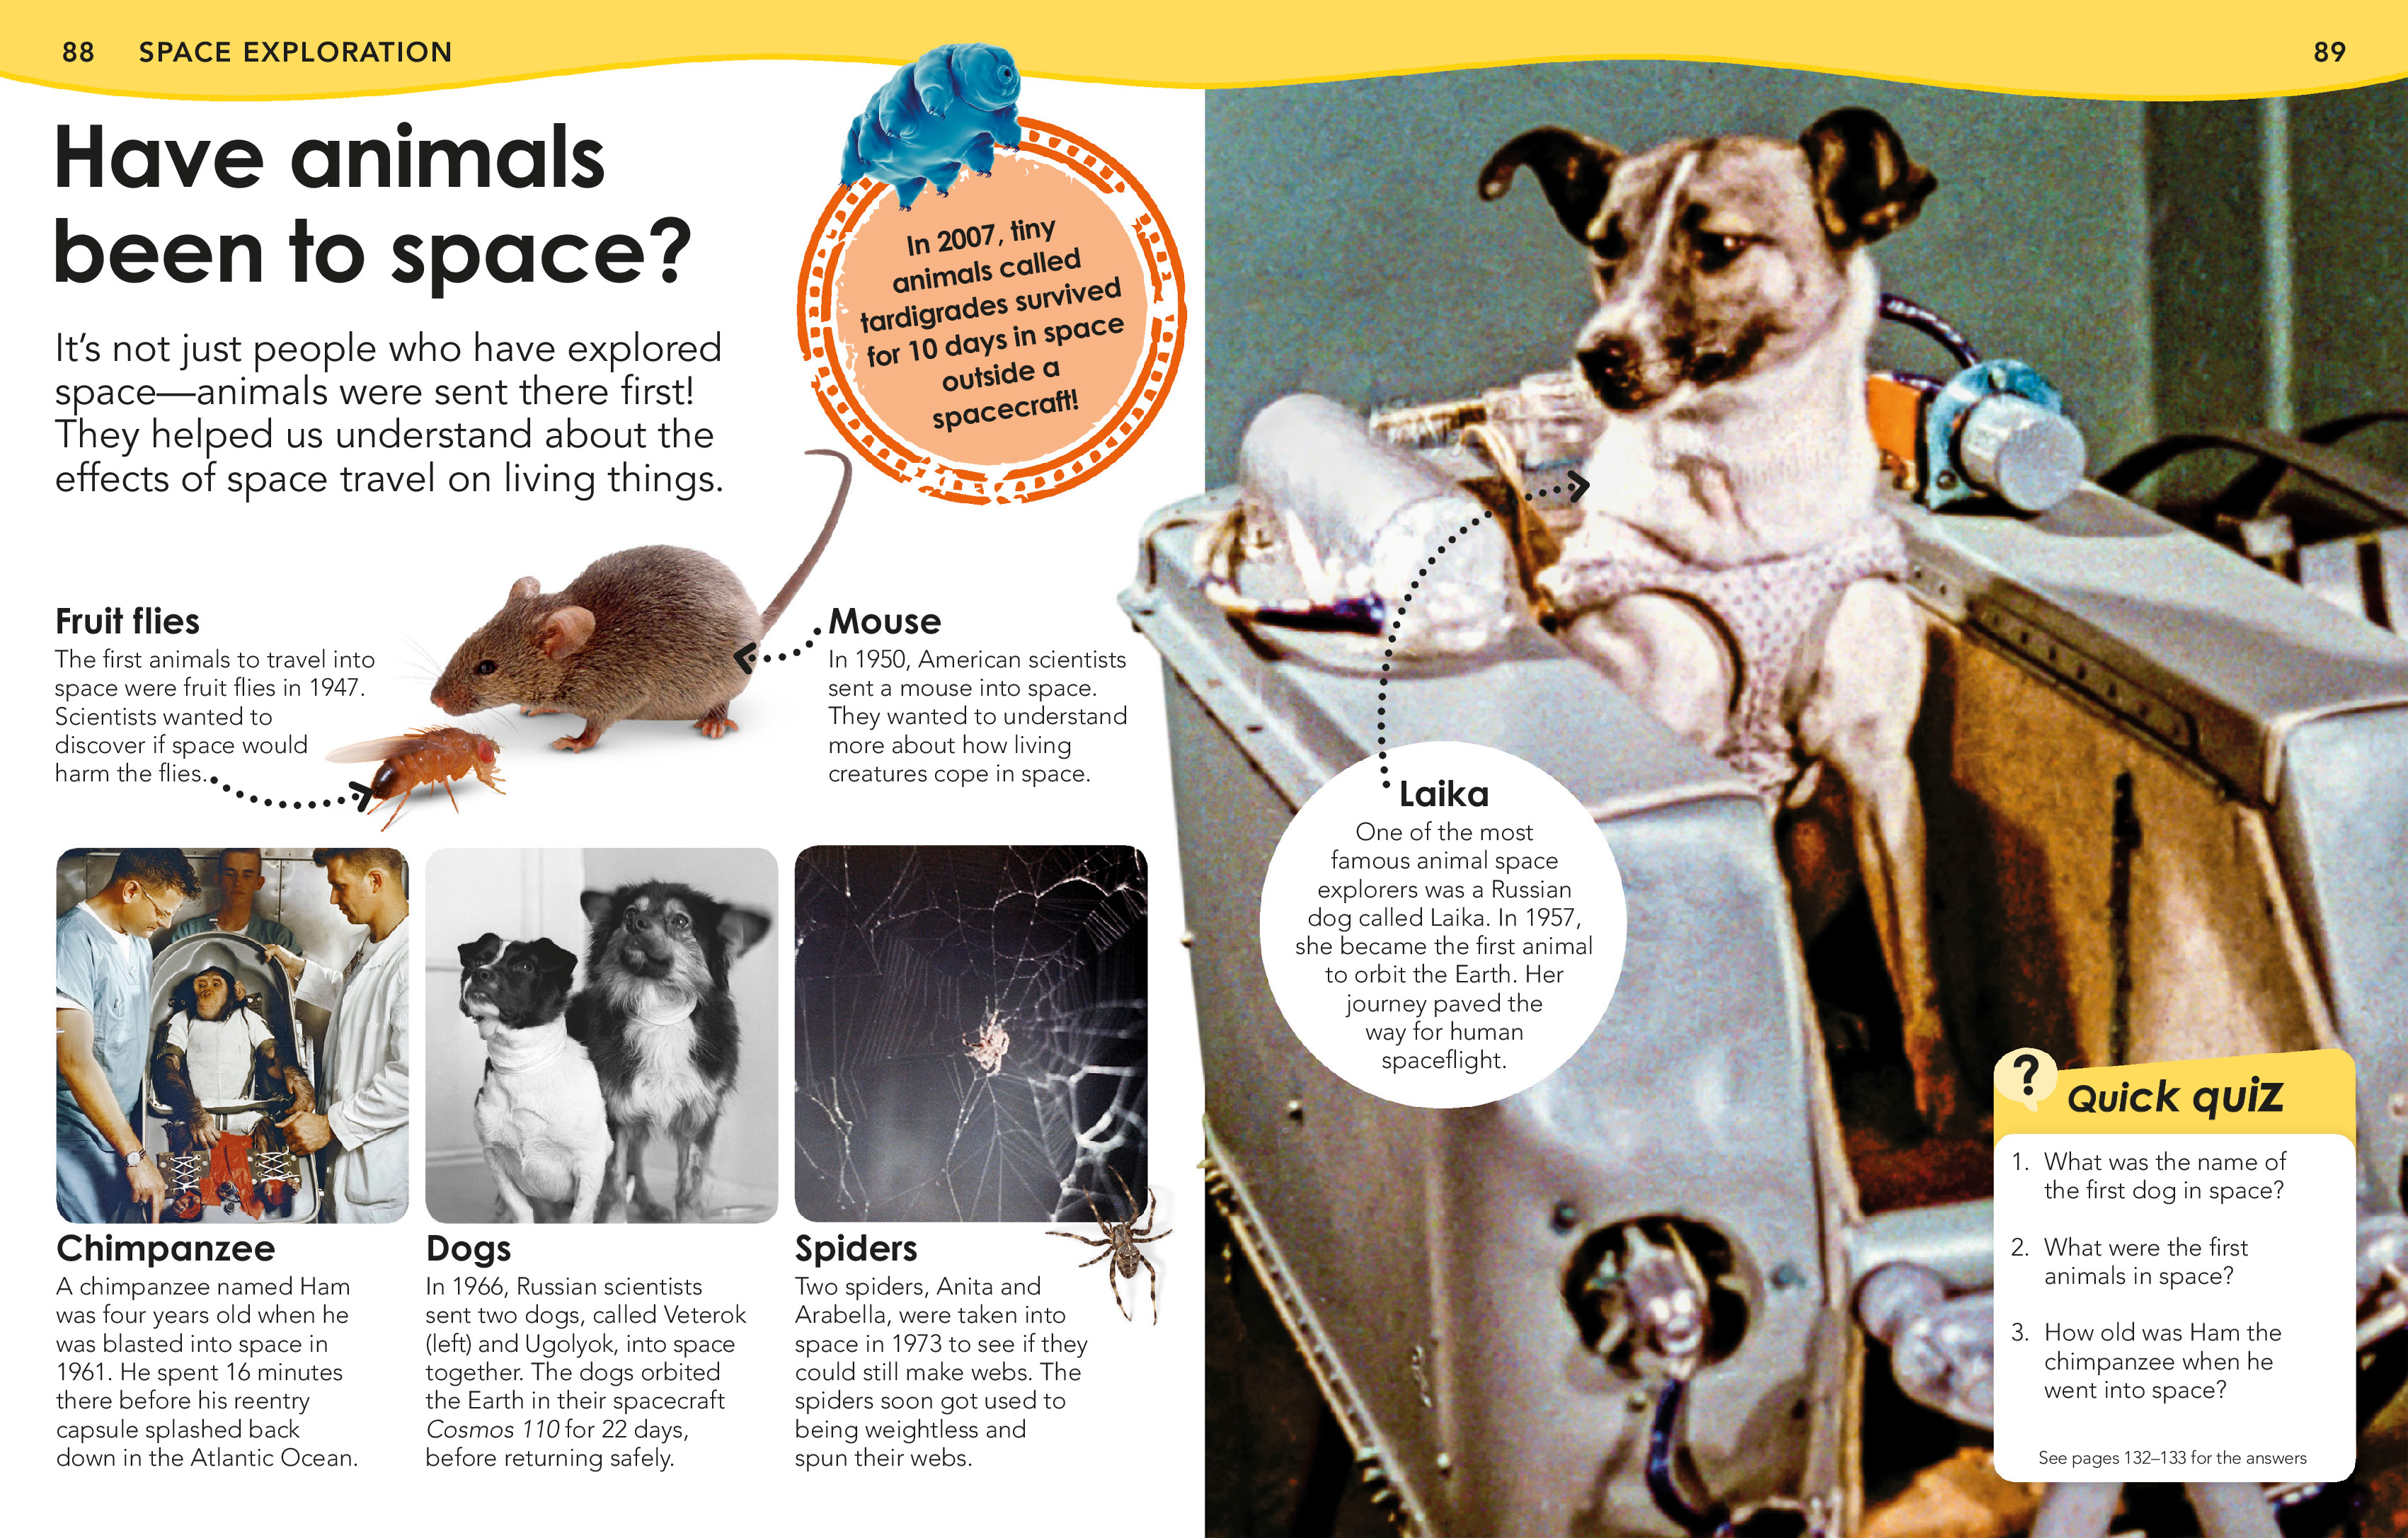 88 SPACE EXPLORATION
89
Have animals
been to space?
It's not just people who have explored
space—animals were sent there first!
They helped us understand about the
effects of space travel on living things.
In 2007, tiny
animals called
tardigrades survived
for 10 days in space
outside a
spacecraft!
Fruit flies
The first animals to travel into
space were fruit flies in 1947.
Scientists wanted to
discover if space would
harm the flies.
Mouse
In 1950, American scientists
sent a mouse into space.
They wanted to understand
more about how living
creatures cope in space.
Chimpanzee
A chimpanzee named Ham
was four years old when he
was blasted into space in
1961. He spent 16 minutes
there before his reentry
capsule splashed back
down in the Atlantic Ocean.
Dogs
In 1966, Russian scientists
sent two dogs, called Veterok
(left) and Ugolyok, into space
together. The dogs orbited
the Earth in their spacecraft
Cosmos 110 for 22 days,
before returning safely.
Spiders
Two spiders, Anita and
Arabella, were taken into
space in 1973 to see if they
could still make webs. The
spiders soon got used to
being weightless and
spun their webs.
Laika
One of the most
famous animal space
explorers was a Russian
dog called Laika. In 1957,
she became the first animal
to orbit the Earth. Her
journey paved the
way for human
spaceflight.
? Quick quiz
1. What was the name of
the first dog in space?
2. What were the first
animals in space?
3. How old was Ham the
chimpanzee when he
went into space?
See pages 132–133 for the answers